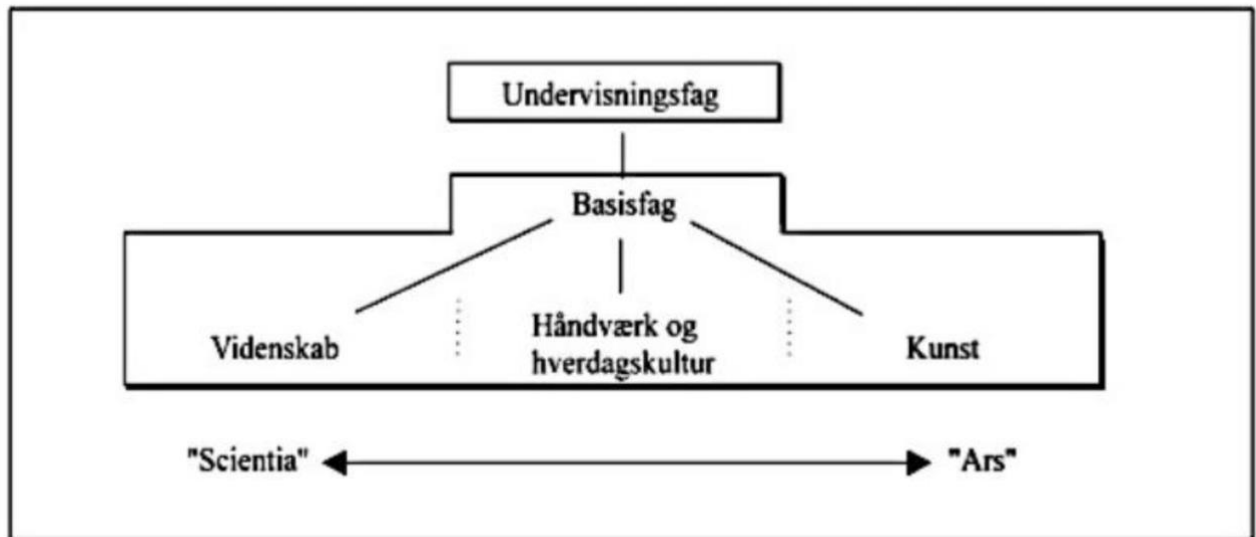 Undervisningsfag
Basisfag
Videnskab
Håndværk og
hverdagskultur
Kunst
"Scientia"
"Ars"